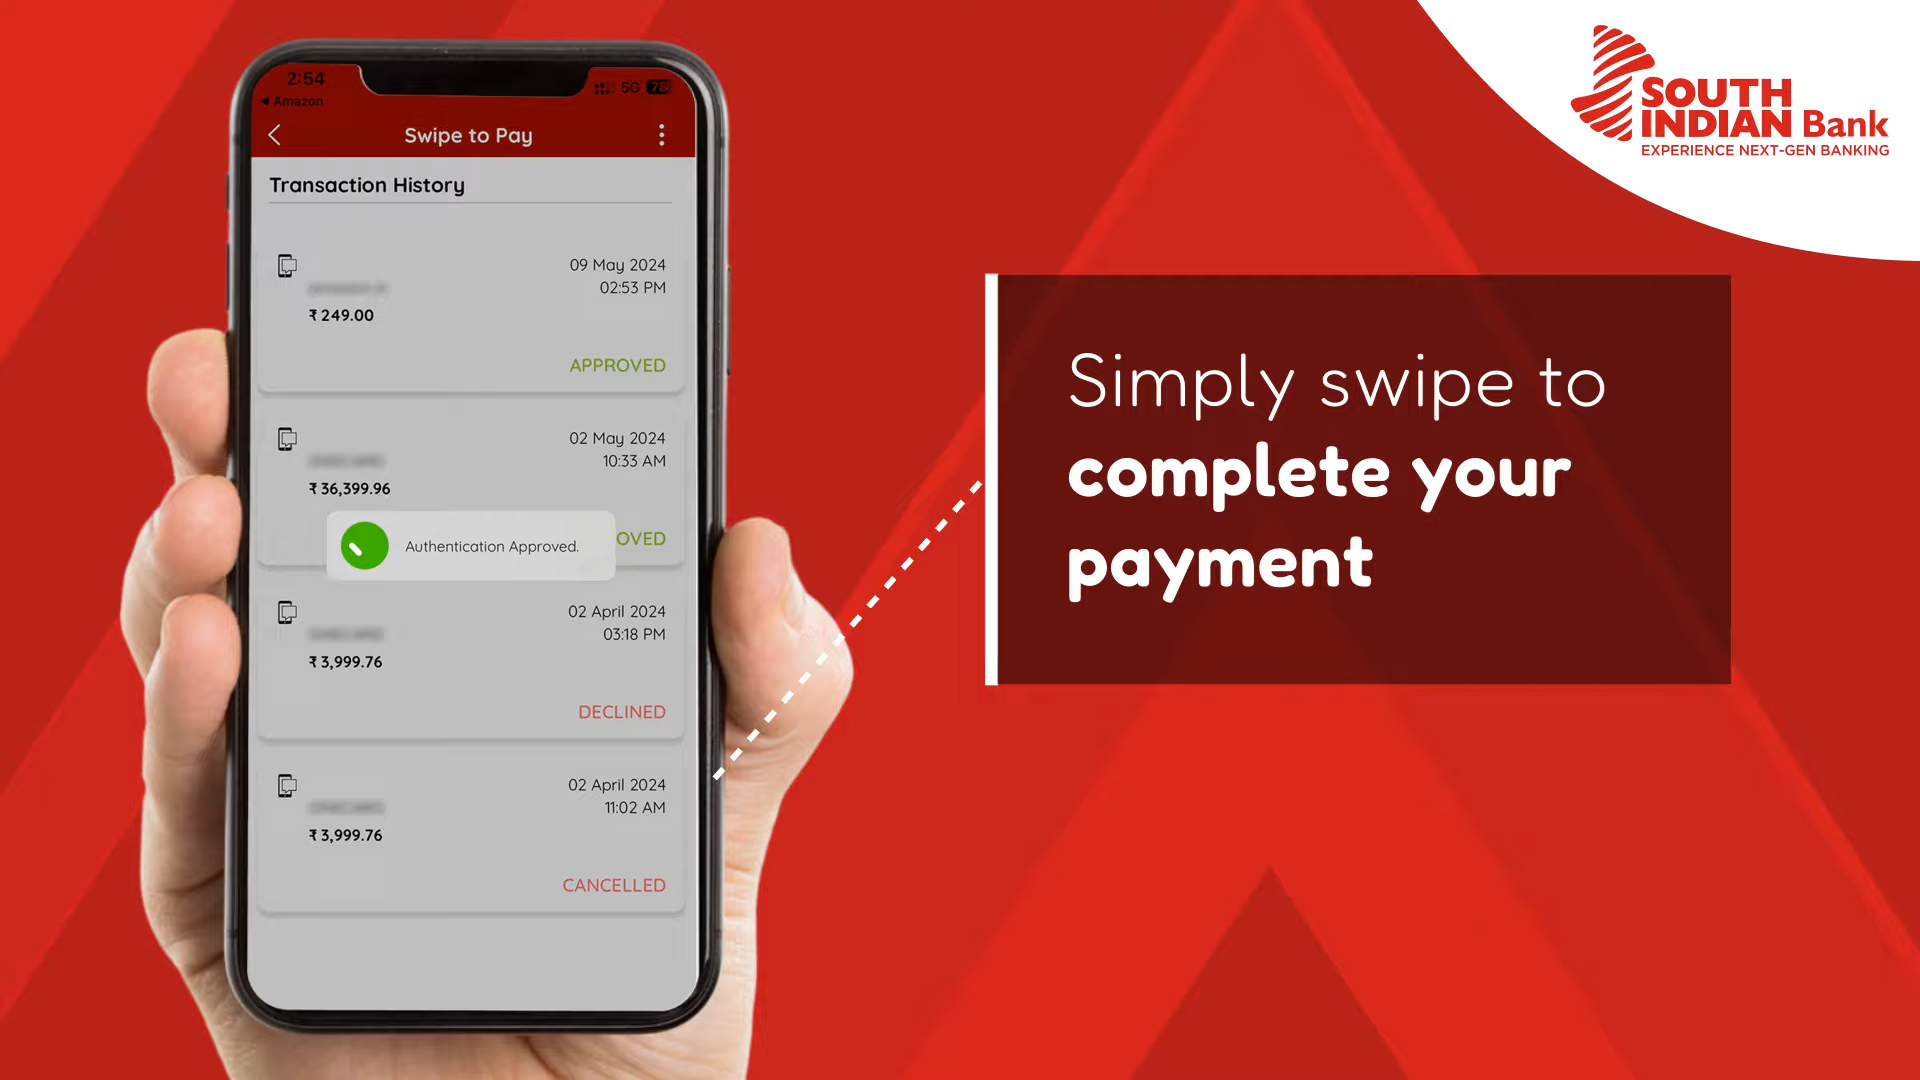 2:54
5G 78
◀ Amazon
Swipe to Pay
Transaction History
09 May 2024
02:53 PM
₹ 249.00
APPROVED
02 May 2024
10:33 AM
₹ 36,399.96
OVED
Authentication Approved.
02 April 2024
03:18 PM
₹ 3,999.76
DECLINED
02 April 2024
11:02 AM
₹ 3,999.76
CANCELLED
Simply swipe to
complete your
payment
SOUTH
INDIAN Bank
EXPERIENCE NEXT-GEN BANKING